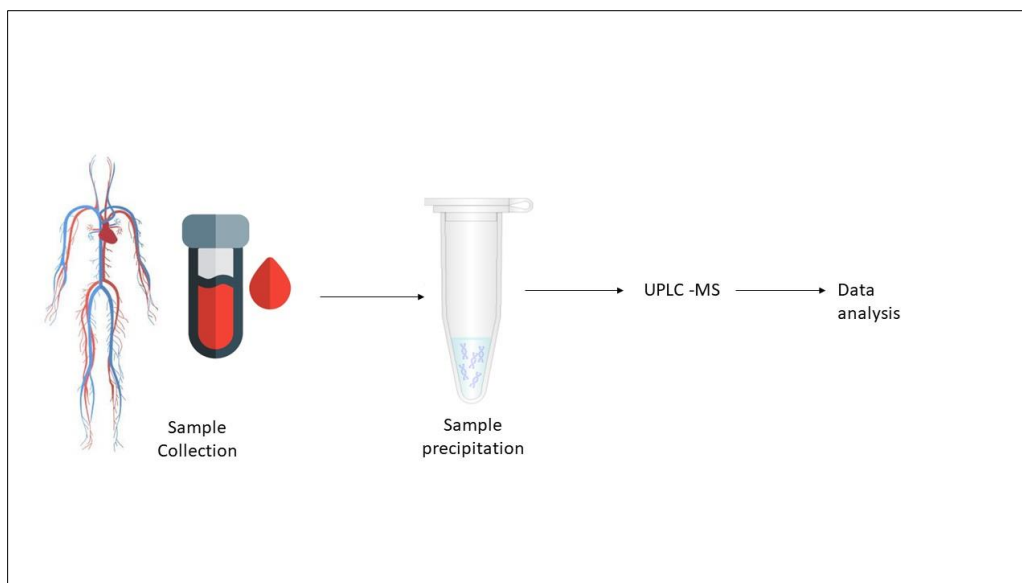 Sample
Collection
Sample
precipitation
UPLC -MS
Data
analysis